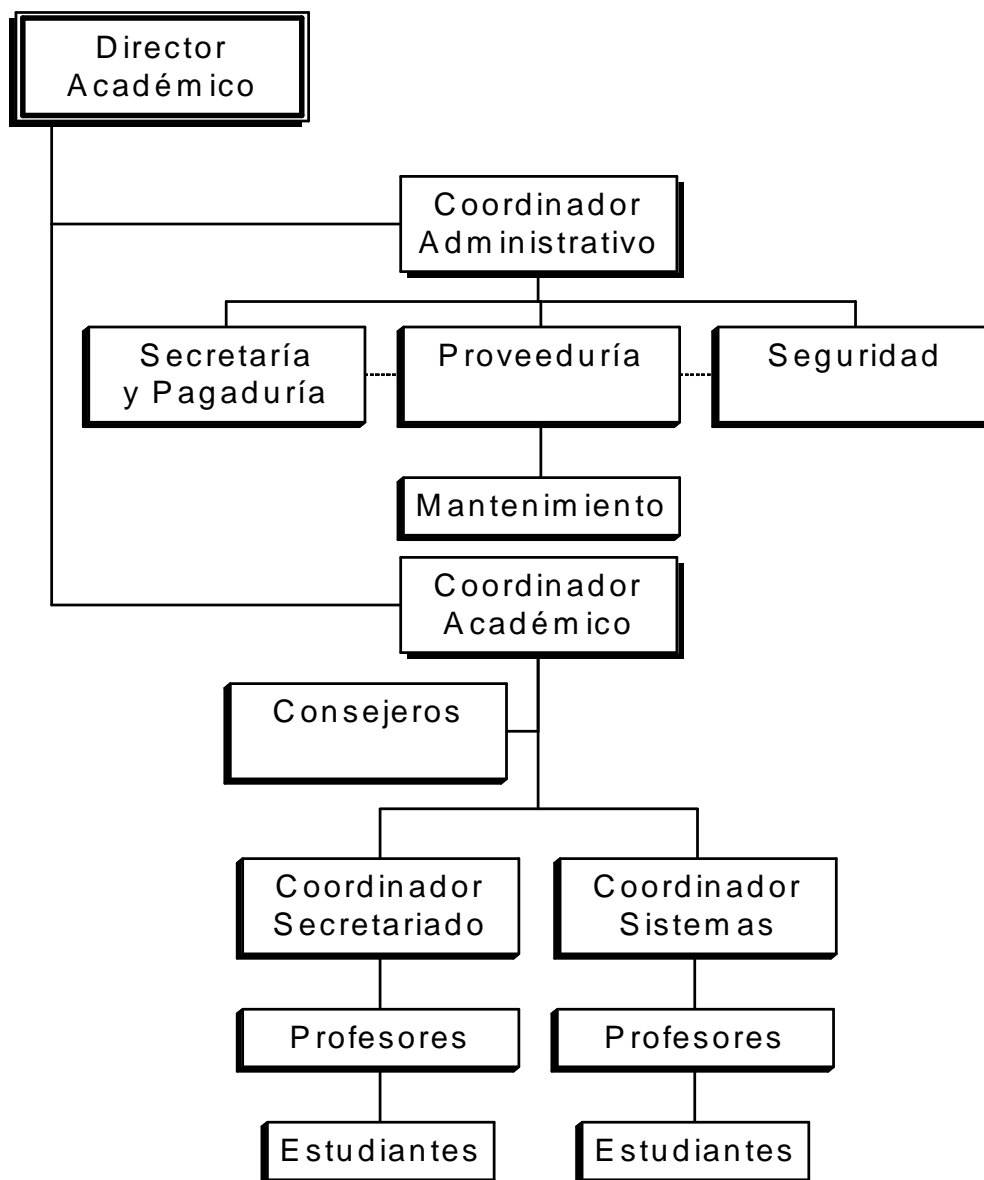 Director
Académico
Coordinador
Administrativo
Secretaría
y Pagaduría
Proveeduría
Seguridad
Mantenimiento
Coordinador
Académico
Consejeros
Coordinador
Secretariado
Coordinador
Sistemas
Profesores
Profesores
Estudiantes
Estudiantes